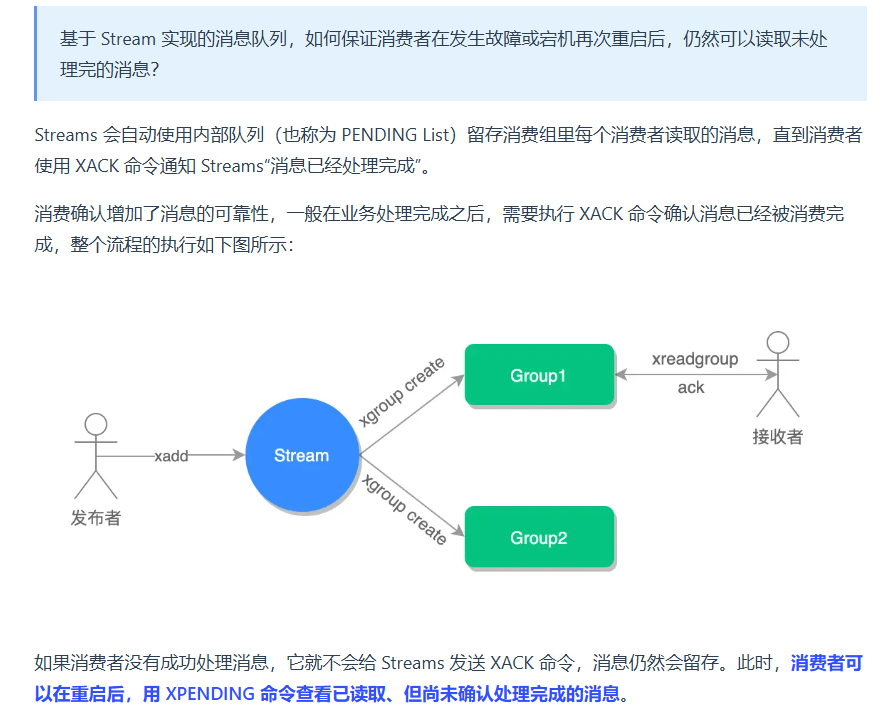 基于 Stream 实现的消息队列，如何保证消费者在发生故障或宕机再次重启后，仍然可以读取未处
理完的消息？
Streams 会自动使用内部队列（也称为 PENDING List）留存消费组里每个消费者读取的消息，直到消费者
使用 XACK 命令通知 Streams“消息已经处理完成”。
消费确认增加了消息的可靠性，一般在业务处理完成之后，需要执行 XACK 命令确认消息已经被消费完
成，整个流程的执行如下图所示：
xgroup create
Group1
xreadgroup
ack
接收者
xadd
Stream
发布者
xgroup create
Group2
如果消费者没有成功处理消息，它就不会给 Streams 发送 XACK 命令，消息仍然会留存。此时，消费者可
以在重启后，用 XPENDING 命令查看已读取、但尚未确认处理完成的消息。